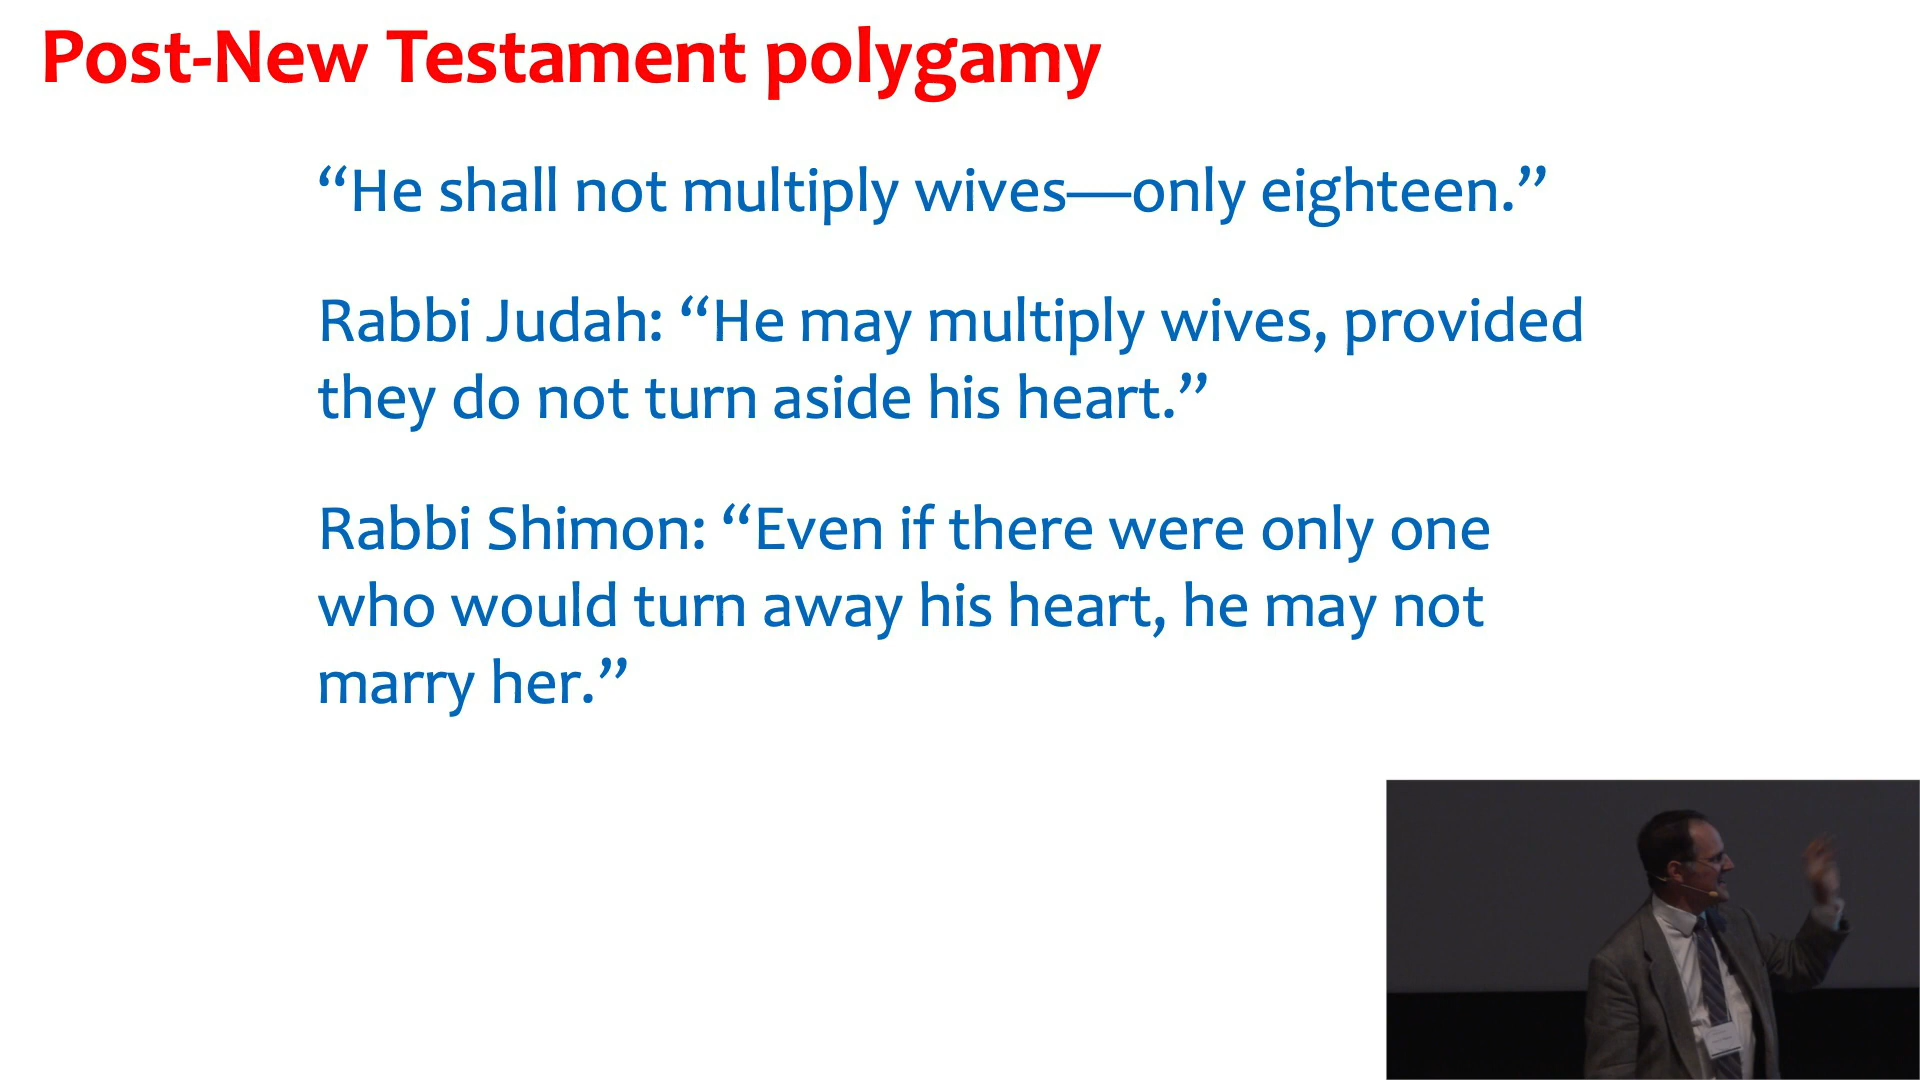 Post-New Testament polygamy
“He shall not multiply wives—only eighteen.”
Rabbi Judah: “He may multiply wives, provided
they do not turn aside his heart.”
Rabbi Shimon: “Even if there were only one
who would turn away his heart, he may not
marry her.”